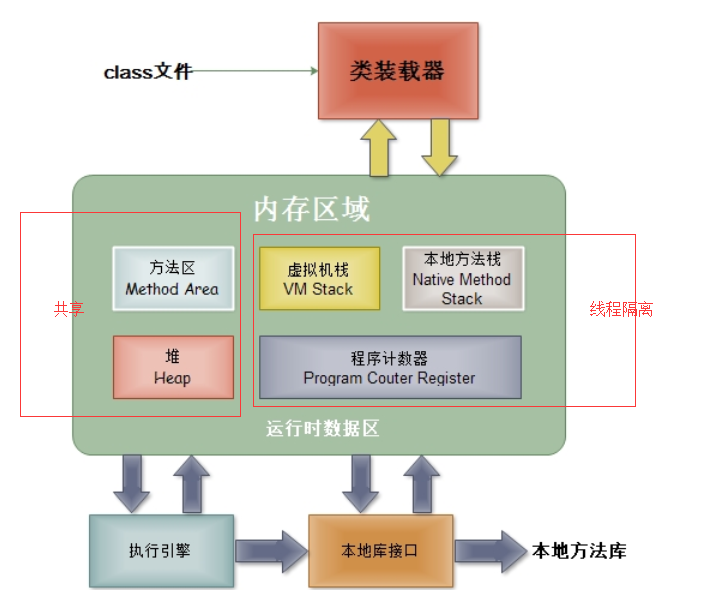 类装载器
class文件
内存区域
方法区
Method Area
虚拟机栈
VM Stack
本地方法栈
Native Method
Stack
共享
线程隔离
堆
Heap
程序计数器
Program Couter Register
运行时数据区
执行引擎
本地库接口
本地方法库